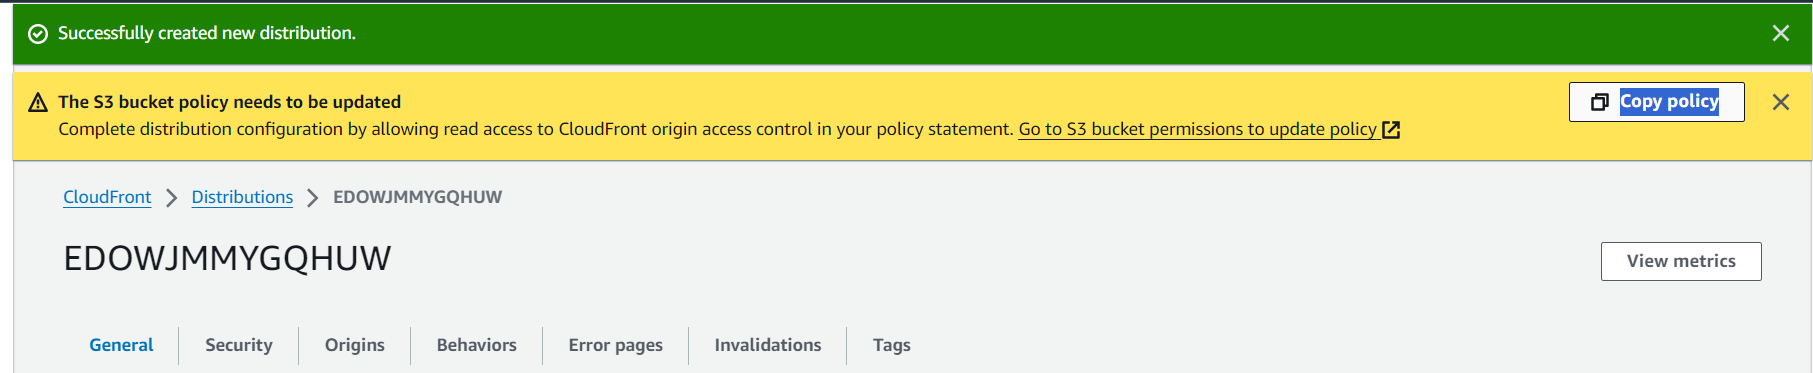 Successfully created new distribution.
The S3 bucket policy needs to be updated
Copy policy
Complete distribution configuration by allowing read access to CloudFront origin access control in your policy statement. Go to S3 bucket permissions to update policy
CloudFront > Distributions > EDOWJMMYGQHUW
EDOWJMMYGQHUW
View metrics
General Security Origins Behaviors Error pages Invalidations Tags